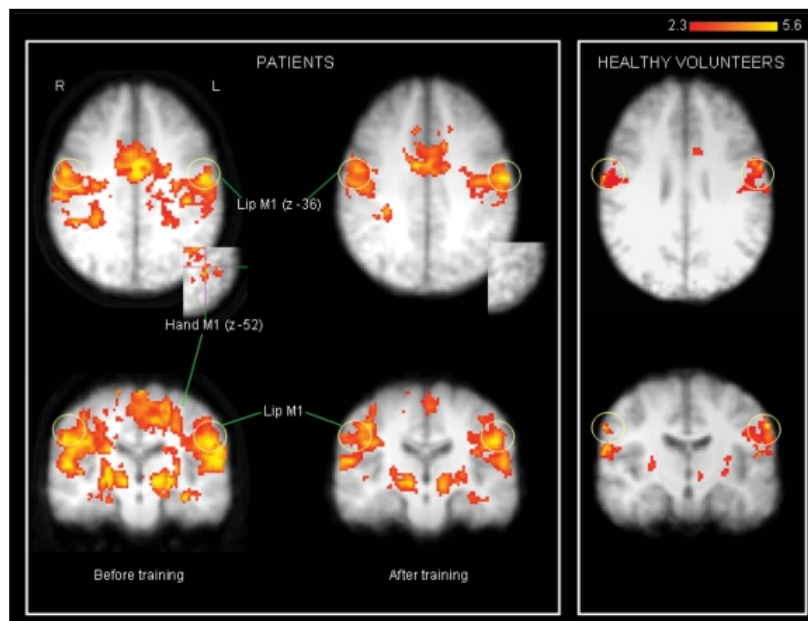 2.3 5.6
PATIENTS
HEALTHY VOLUNTEERS
R L
Lip M1 (z -36)
Hand M1 (z -52)
Lip M1
Before training
After training